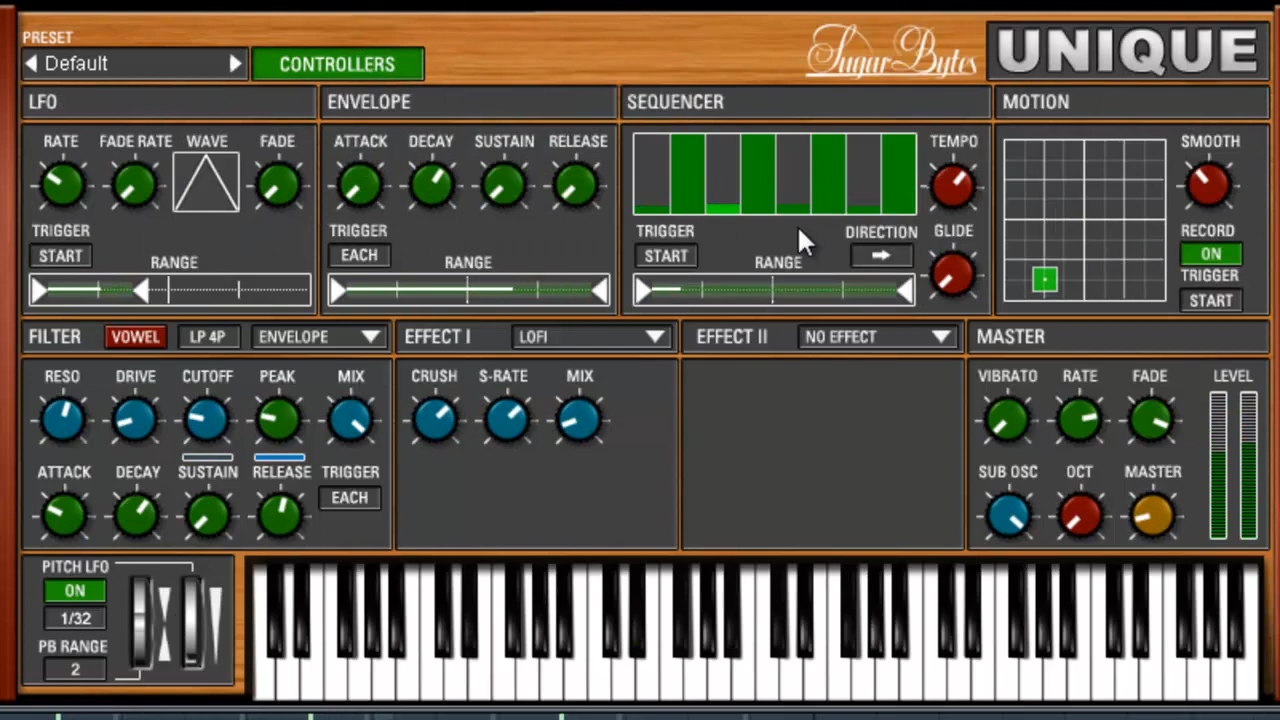 PRESET
Default
CONTROLLERS
Sugar Bytes
UNIQUE
LFO
ENVELOPE
SEQUENCER
MOTION
RATE FADE RATE WAVE FADE
ATTACK DECAY SUSTAIN RELEASE
TEMPO
SMOOTH
TRIGGER
START
RANGE
TRIGGER
EACH
RANGE
TRIGGER
START
RANGE
DIRECTION
GLIDE
RECORD
ON
TRIGGER
START
FILTER VOWEL LP 4P ENVELOPE
EFFECT I LOFI
EFFECT II NO EFFECT
MASTER
RESO DRIVE CUTOFF PEAK MIX
CRUSH S-RATE MIX
VIBRATO RATE FADE LEVEL
ATTACK DECAY SUSTAIN RELEASE TRIGGER
EACH
SUB OSC OCT MASTER
PITCH LFO
ON
1/32
PB RANGE
2